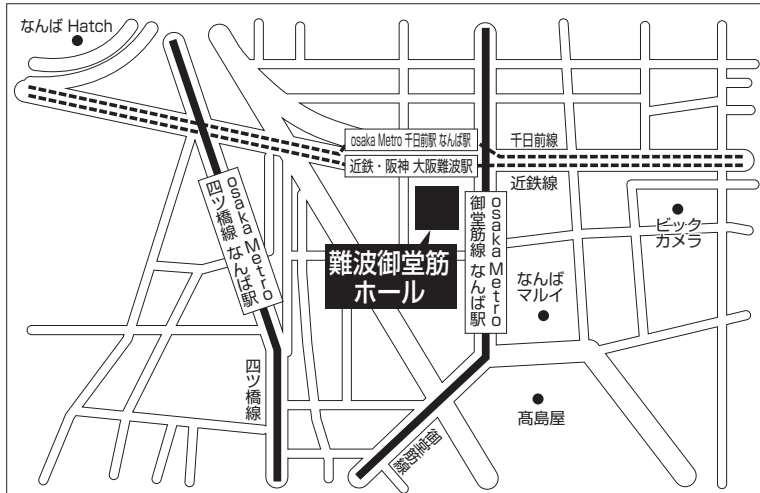 なんば Hatch
osaka Metro 千日前駅 なんば駅
千日前線
近鉄・阪神 大阪難波駅
近鉄線
osaka Metro
四ツ橋線 なんば駅
osaka Metro
御堂筋線 なんば駅
ビック
カメラ
難波御堂筋
ホール
なんば
マルイ
四ツ橋線
髙島屋
御堂筋線